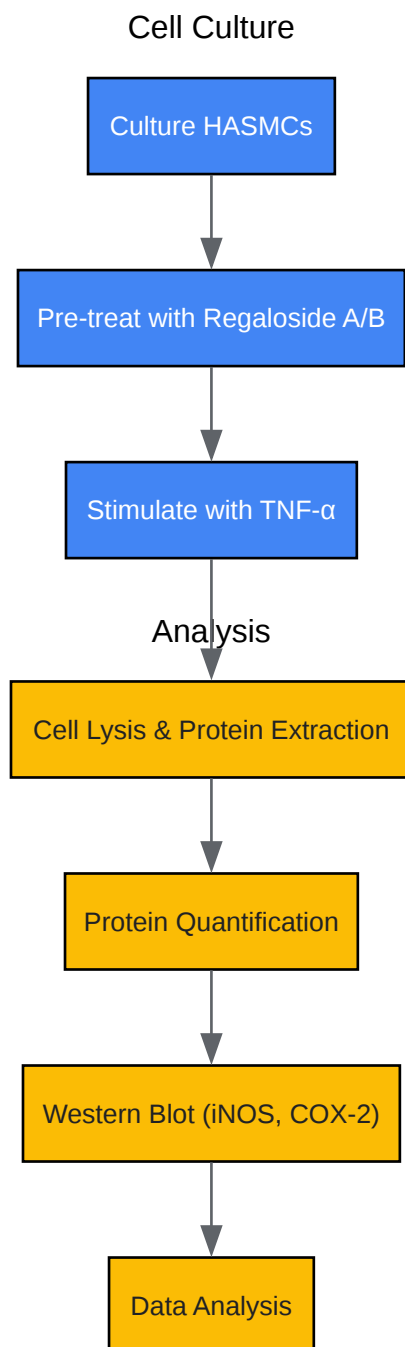 Cell Culture
Culture HASMCs
Pre-treat with Regaloside A/B
Stimulate with TNF-α
Analysis
Cell Lysis & Protein Extraction
Protein Quantification
Western Blot (iNOS, COX-2)
Data Analysis